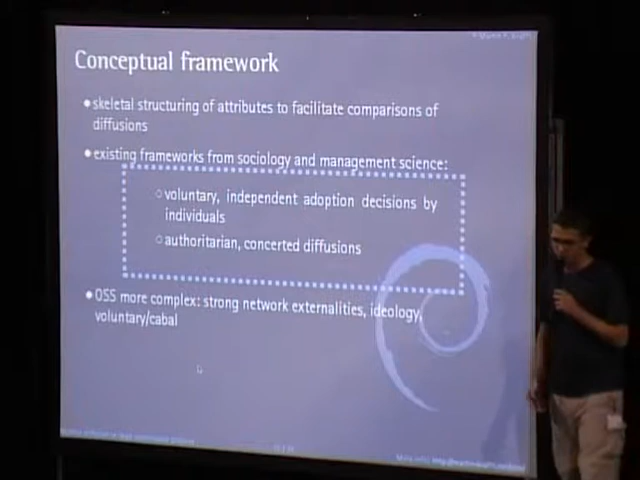 Conceptual framework
●skeletal structuring of attributes to facilitate comparisons of
diffusions
●existing frameworks from sociology and management science:
○voluntary, independent adoption decisions by
individuals
○authoritarian, concerted diffusions
●OSS more complex: strong network externalities, ideology,
voluntary/cabal